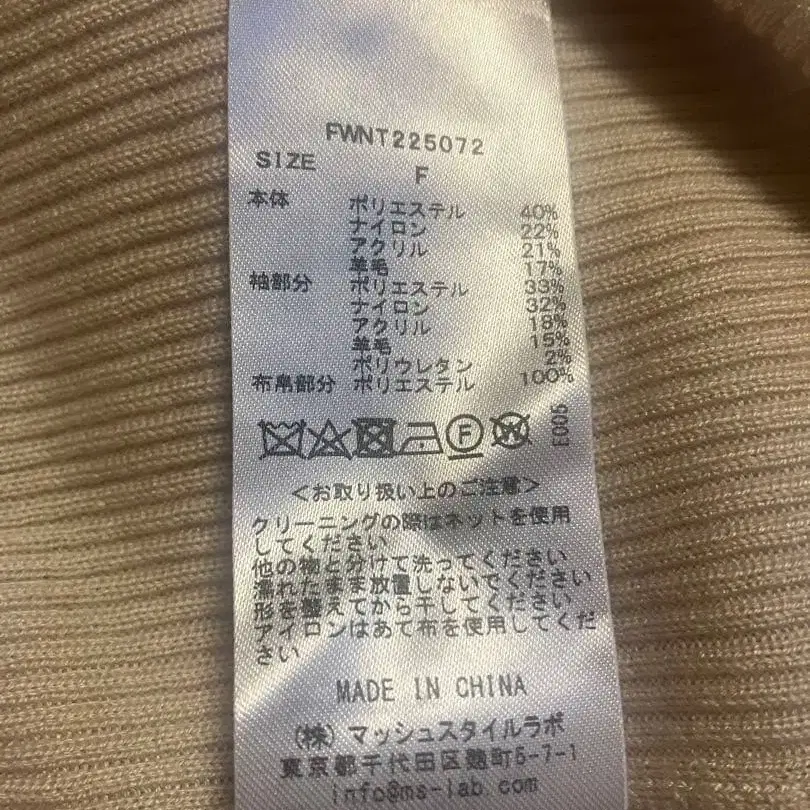 FWNT225072
SIZE F
本体 ポリエステル 40%
ナイロン 22%
アクリル 21%
羊毛 17%
袖部分 ポリエステル 33%
ナイロン 32%
アクリル 18%
羊毛 15%
ポリウレタン 2%
布帛部分 ポリエステル 100%
F W
E006
<お取り扱い上のご注意>
クリーニングの際はネットを使用
してください
他の物と分けて洗ってください
濡れたまま放置しないでください
形を整えてから干してください
アイロンはあて布を使用してくだ
さい
MADE IN CHINA
(株)マッシュスタイルラボ
東京都千代田区麹町5-7-1
info@ms-lab.com